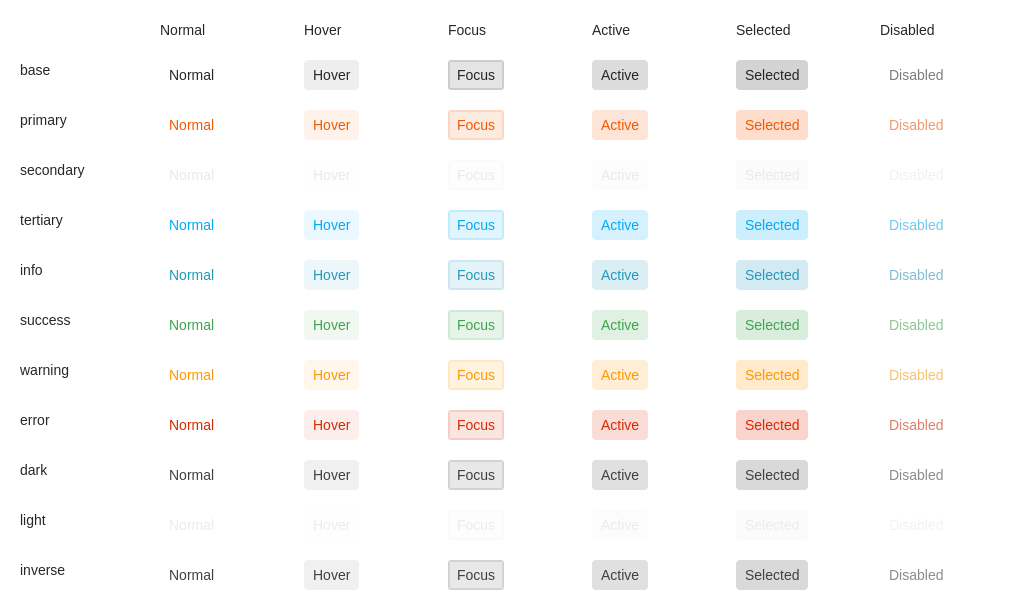 Normal Hover Focus Active Selected Disabled
base Normal Hover Focus Active Selected Disabled
primary Normal Hover Focus Active Selected Disabled
secondary Normal Hover Focus Active Selected Disabled
tertiary Normal Hover Focus Active Selected Disabled
info Normal Hover Focus Active Selected Disabled
success Normal Hover Focus Active Selected Disabled
warning Normal Hover Focus Active Selected Disabled
error Normal Hover Focus Active Selected Disabled
dark Normal Hover Focus Active Selected Disabled
light Normal Hover Focus Active Selected Disabled
inverse Normal Hover Focus Active Selected Disabled